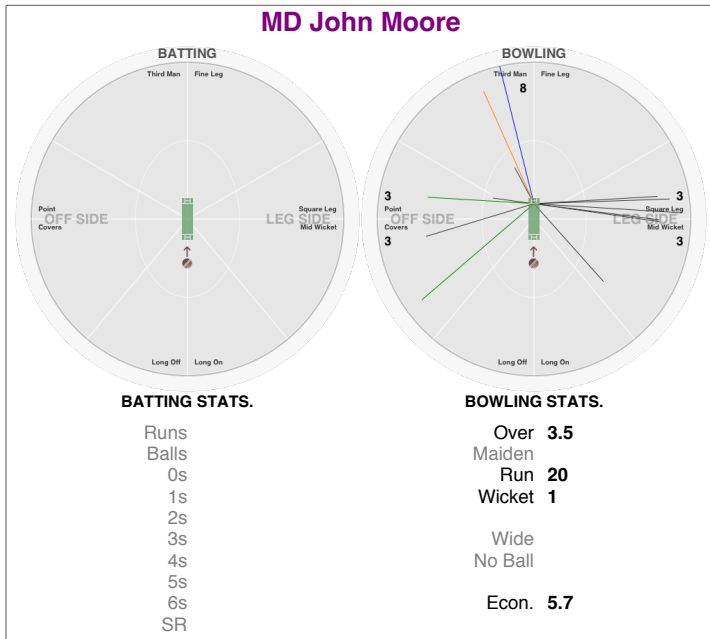 MD John Moore
BATTING
Third Man Fine Leg
Point Square Leg
OFF SIDE LEG SIDE
Covers Mid Wicket
Long Off Long On
BATTING STATS.
Runs
Balls
0s
1s
2s
3s
4s
5s
6s
SR
BOWLING
Third Man Fine Leg
8
3 3
Point Square Leg
OFF SIDE LEG SIDE
Covers Mid Wicket
3 3
Long Off Long On
BOWLING STATS.
Over 3.5
Maiden
Run 20
Wicket 1
Wide
No Ball
Econ. 5.7